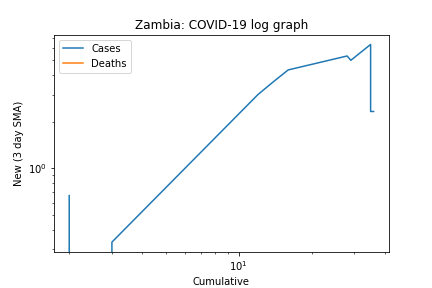 Zambia: COVID-19 log graph
Cases
Deaths
New (3 day SMA)
10⁰
10¹
Cumulative